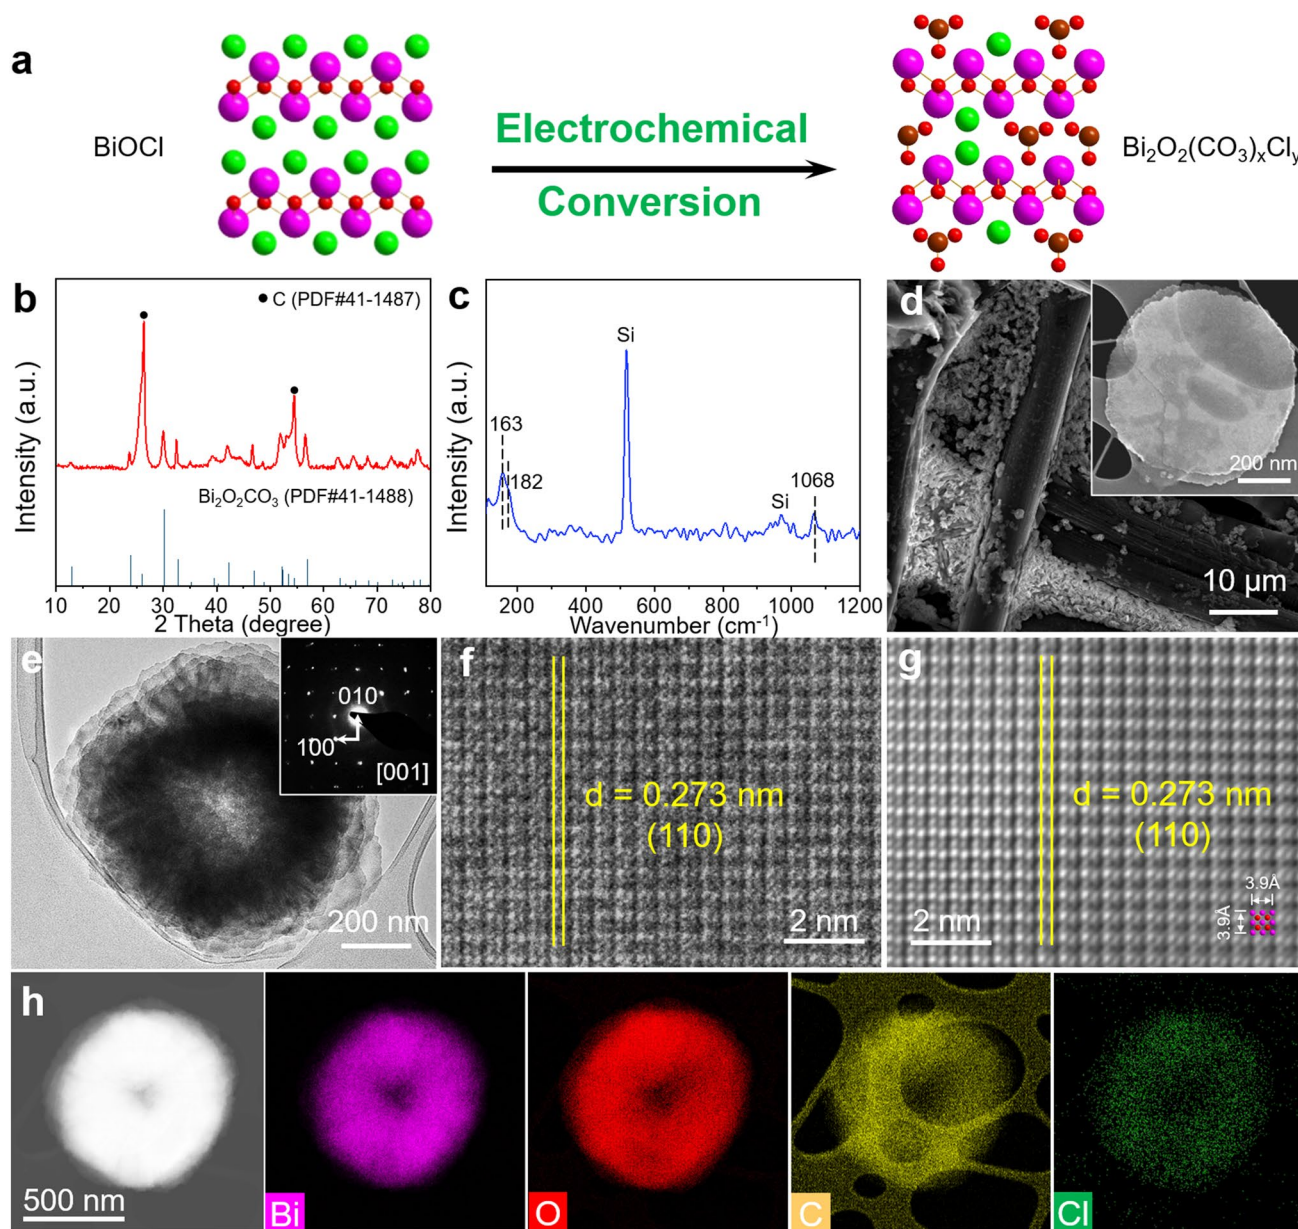 a
BiOCl
Electrochemical
Conversion
Bi₂O₂(CO₃)ₓClᵧ
b
● C (PDF#41-1487)
Intensity (a.u.)
Bi₂O₂CO₃ (PDF#41-1488)
10 20 30 40 50 60 70 80
2 Theta (degree)
c
Si
163
182
Si
1068
Intensity (a.u.)
200 400 600 800 1000 1200
Wavenumber (cm⁻¹)
d
200 nm
10 µm
e
010
100
[001]
200 nm
f
d = 0.273 nm
(110)
2 nm
g
d = 0.273 nm
(110)
3.9Å
3.9Å
2 nm
h
500 nm
Bi
O
C
Cl